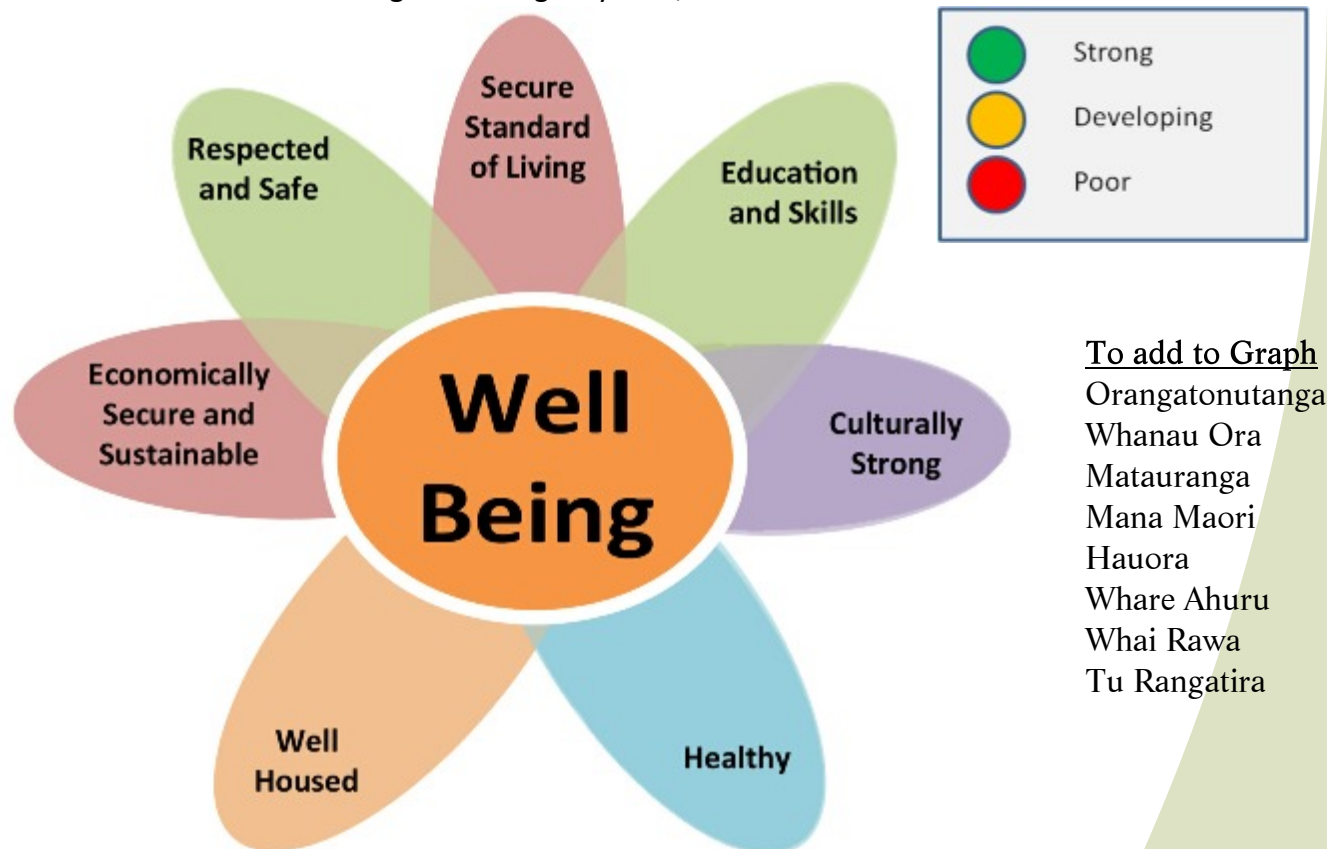 Secure
Standard
of Living
Respected
and Safe
Education
and Skills
Economically
Secure and
Sustainable
Well
Being
Culturally
Strong
Well
Housed
Healthy
Strong
Developing
Poor
To add to Graph
Orangatonutanga
Whanau Ora
Matauranga
Mana Maori
Hauora
Whare Ahuru
Whai Rawa
Tu Rangatira